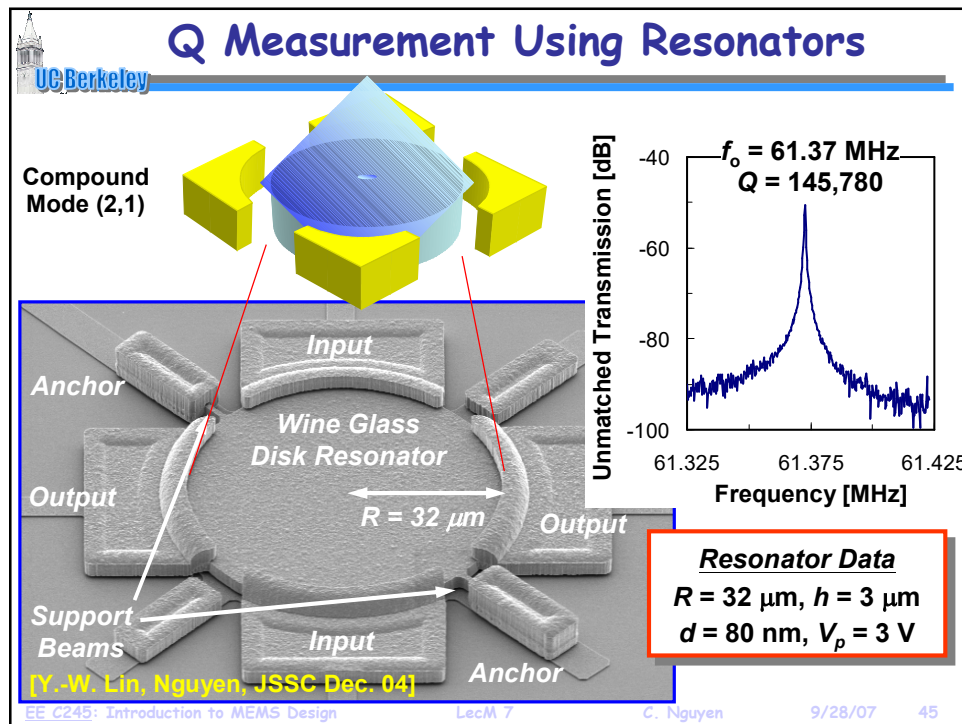 Q Measurement Using Resonators
UC Berkeley
Compound
Mode (2,1)
Unmatched Transmission [dB]
-40
-60
-80
-100
fo = 61.37 MHz
Q = 145,780
61.325
61.375
61.425
Frequency [MHz]
Input
Anchor
Wine Glass
Disk Resonator
Output
R = 32 μm
Output
Support
Beams
Input
Anchor
[Y.-W. Lin, Nguyen, JSSC Dec. 04]
Resonator Data
R = 32 μm, h = 3 μm
d = 80 nm, Vp = 3 V
EE C245: Introduction to MEMS Design LecM 7 C. Nguyen 9/28/07 45